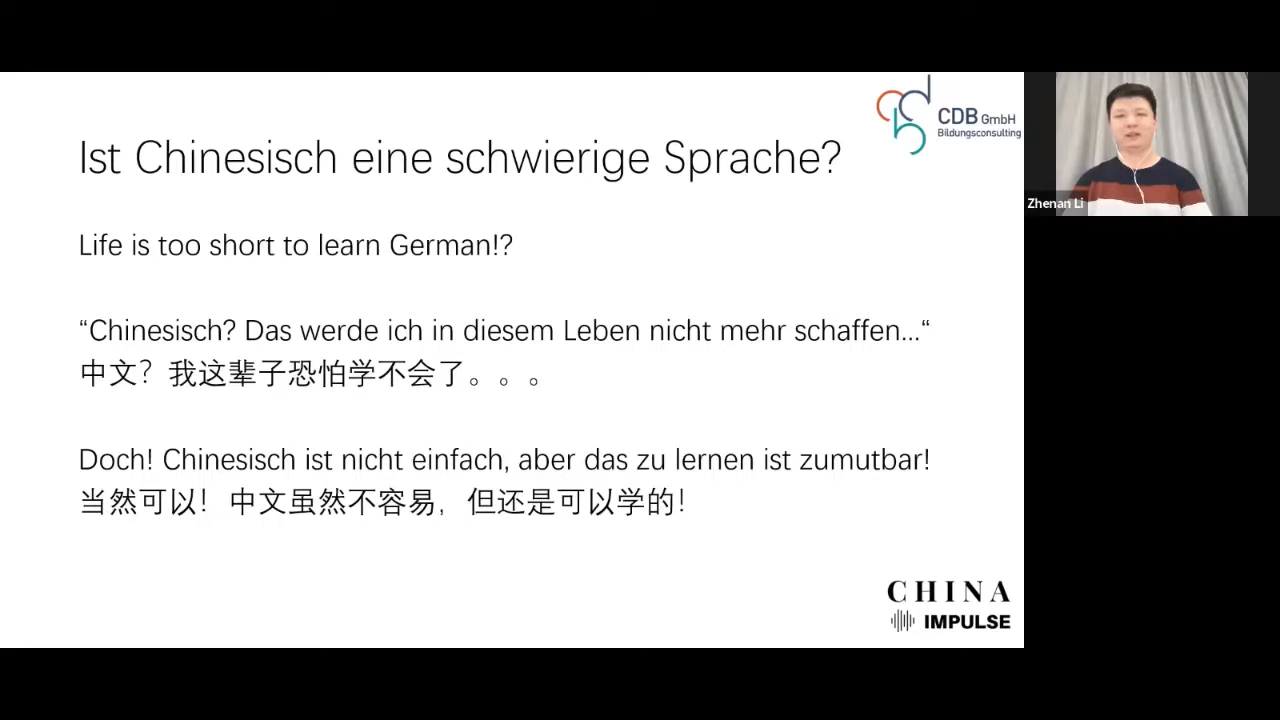 CDB GmbH
Bildungsconsulting
Ist Chinesisch eine schwierige Sprache?
Zhenan Li
Life is too short to learn German!?
“Chinesisch? Das werde ich in diesem Leben nicht mehr schaffen...“
中文？我这辈子恐怕学不会了。。。
Doch! Chinesisch ist nicht einfach, aber das zu lernen ist zumutbar!
当然可以！中文虽然不容易，但还是可以学的！
CHINA
IMPULSE